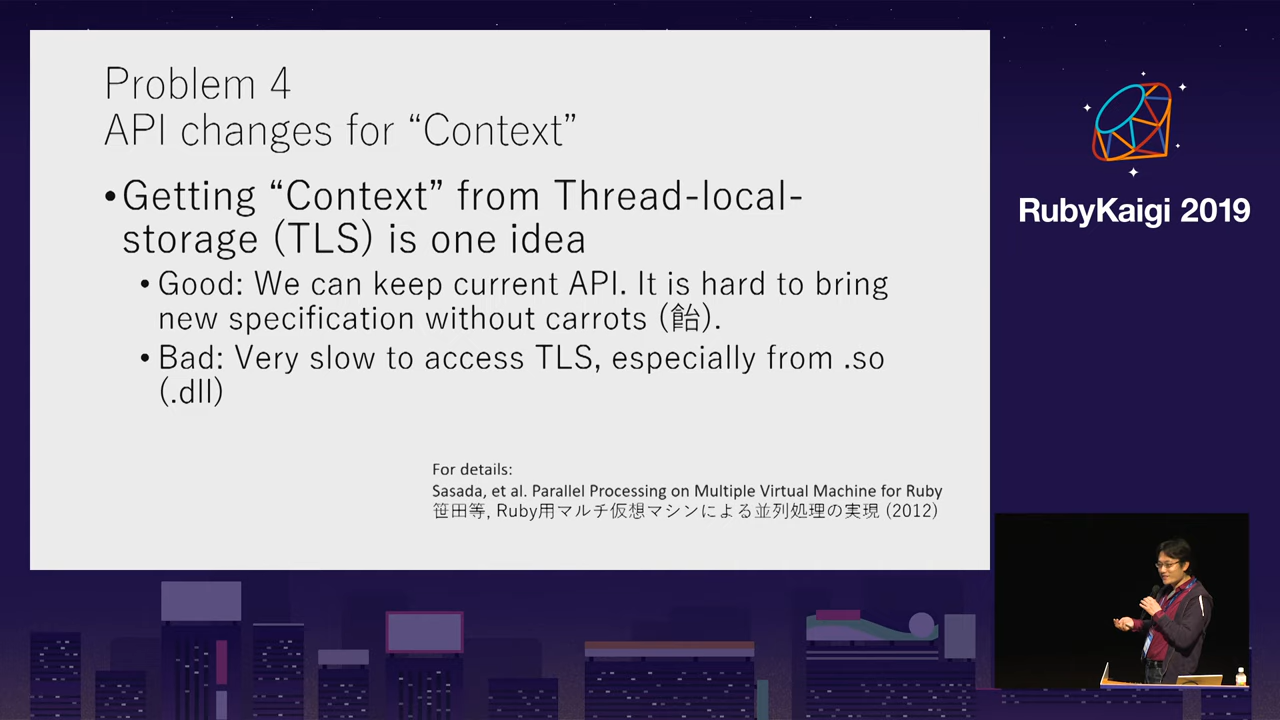 Problem 4
API changes for “Context”
•Getting “Context” from Thread-local-
storage (TLS) is one idea
• Good: We can keep current API. It is hard to bring
new specification without carrots (飴).
• Bad: Very slow to access TLS, especially from .so
(.dll)
For details:
Sasada, et al. Parallel Processing on Multiple Virtual Machine for Ruby
笹田等, Ruby用マルチ仮想マシンによる並列処理の実現 (2012)
RubyKaigi 2019